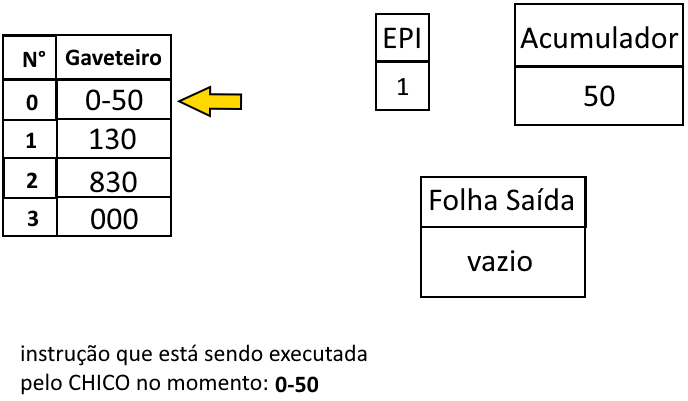 N° Gaveteiro
0 0-50
1 130
2 830
3 000
EPI
1
Acumulador
50
Folha Saída
vazio
instrução que está sendo executada
pelo CHICO no momento: 0-50